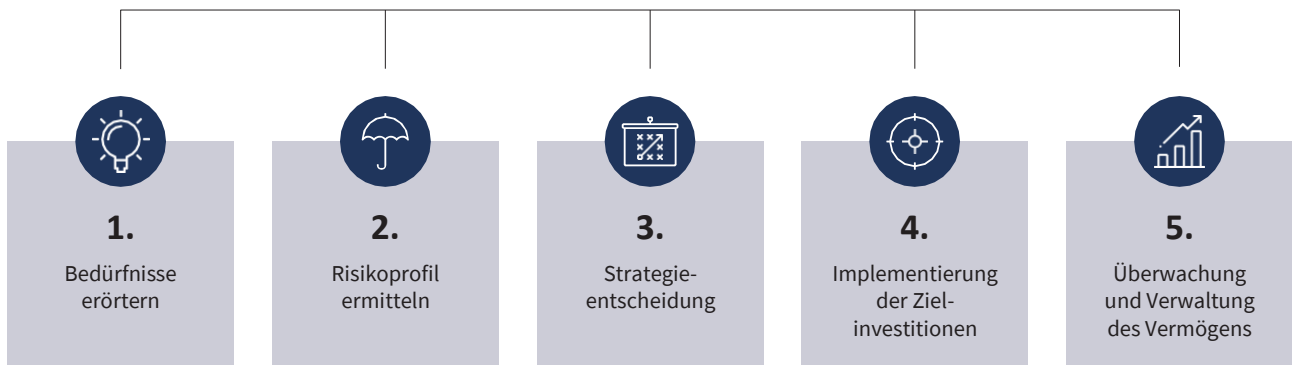 1.
Bedürfnisse
erörtern
2.
Risikoprofil
ermitteln
3.
Strategie-
entscheidung
4.
Implementierung
der Ziel-
investitionen
5.
Überwachung
und Verwaltung
des Vermögens